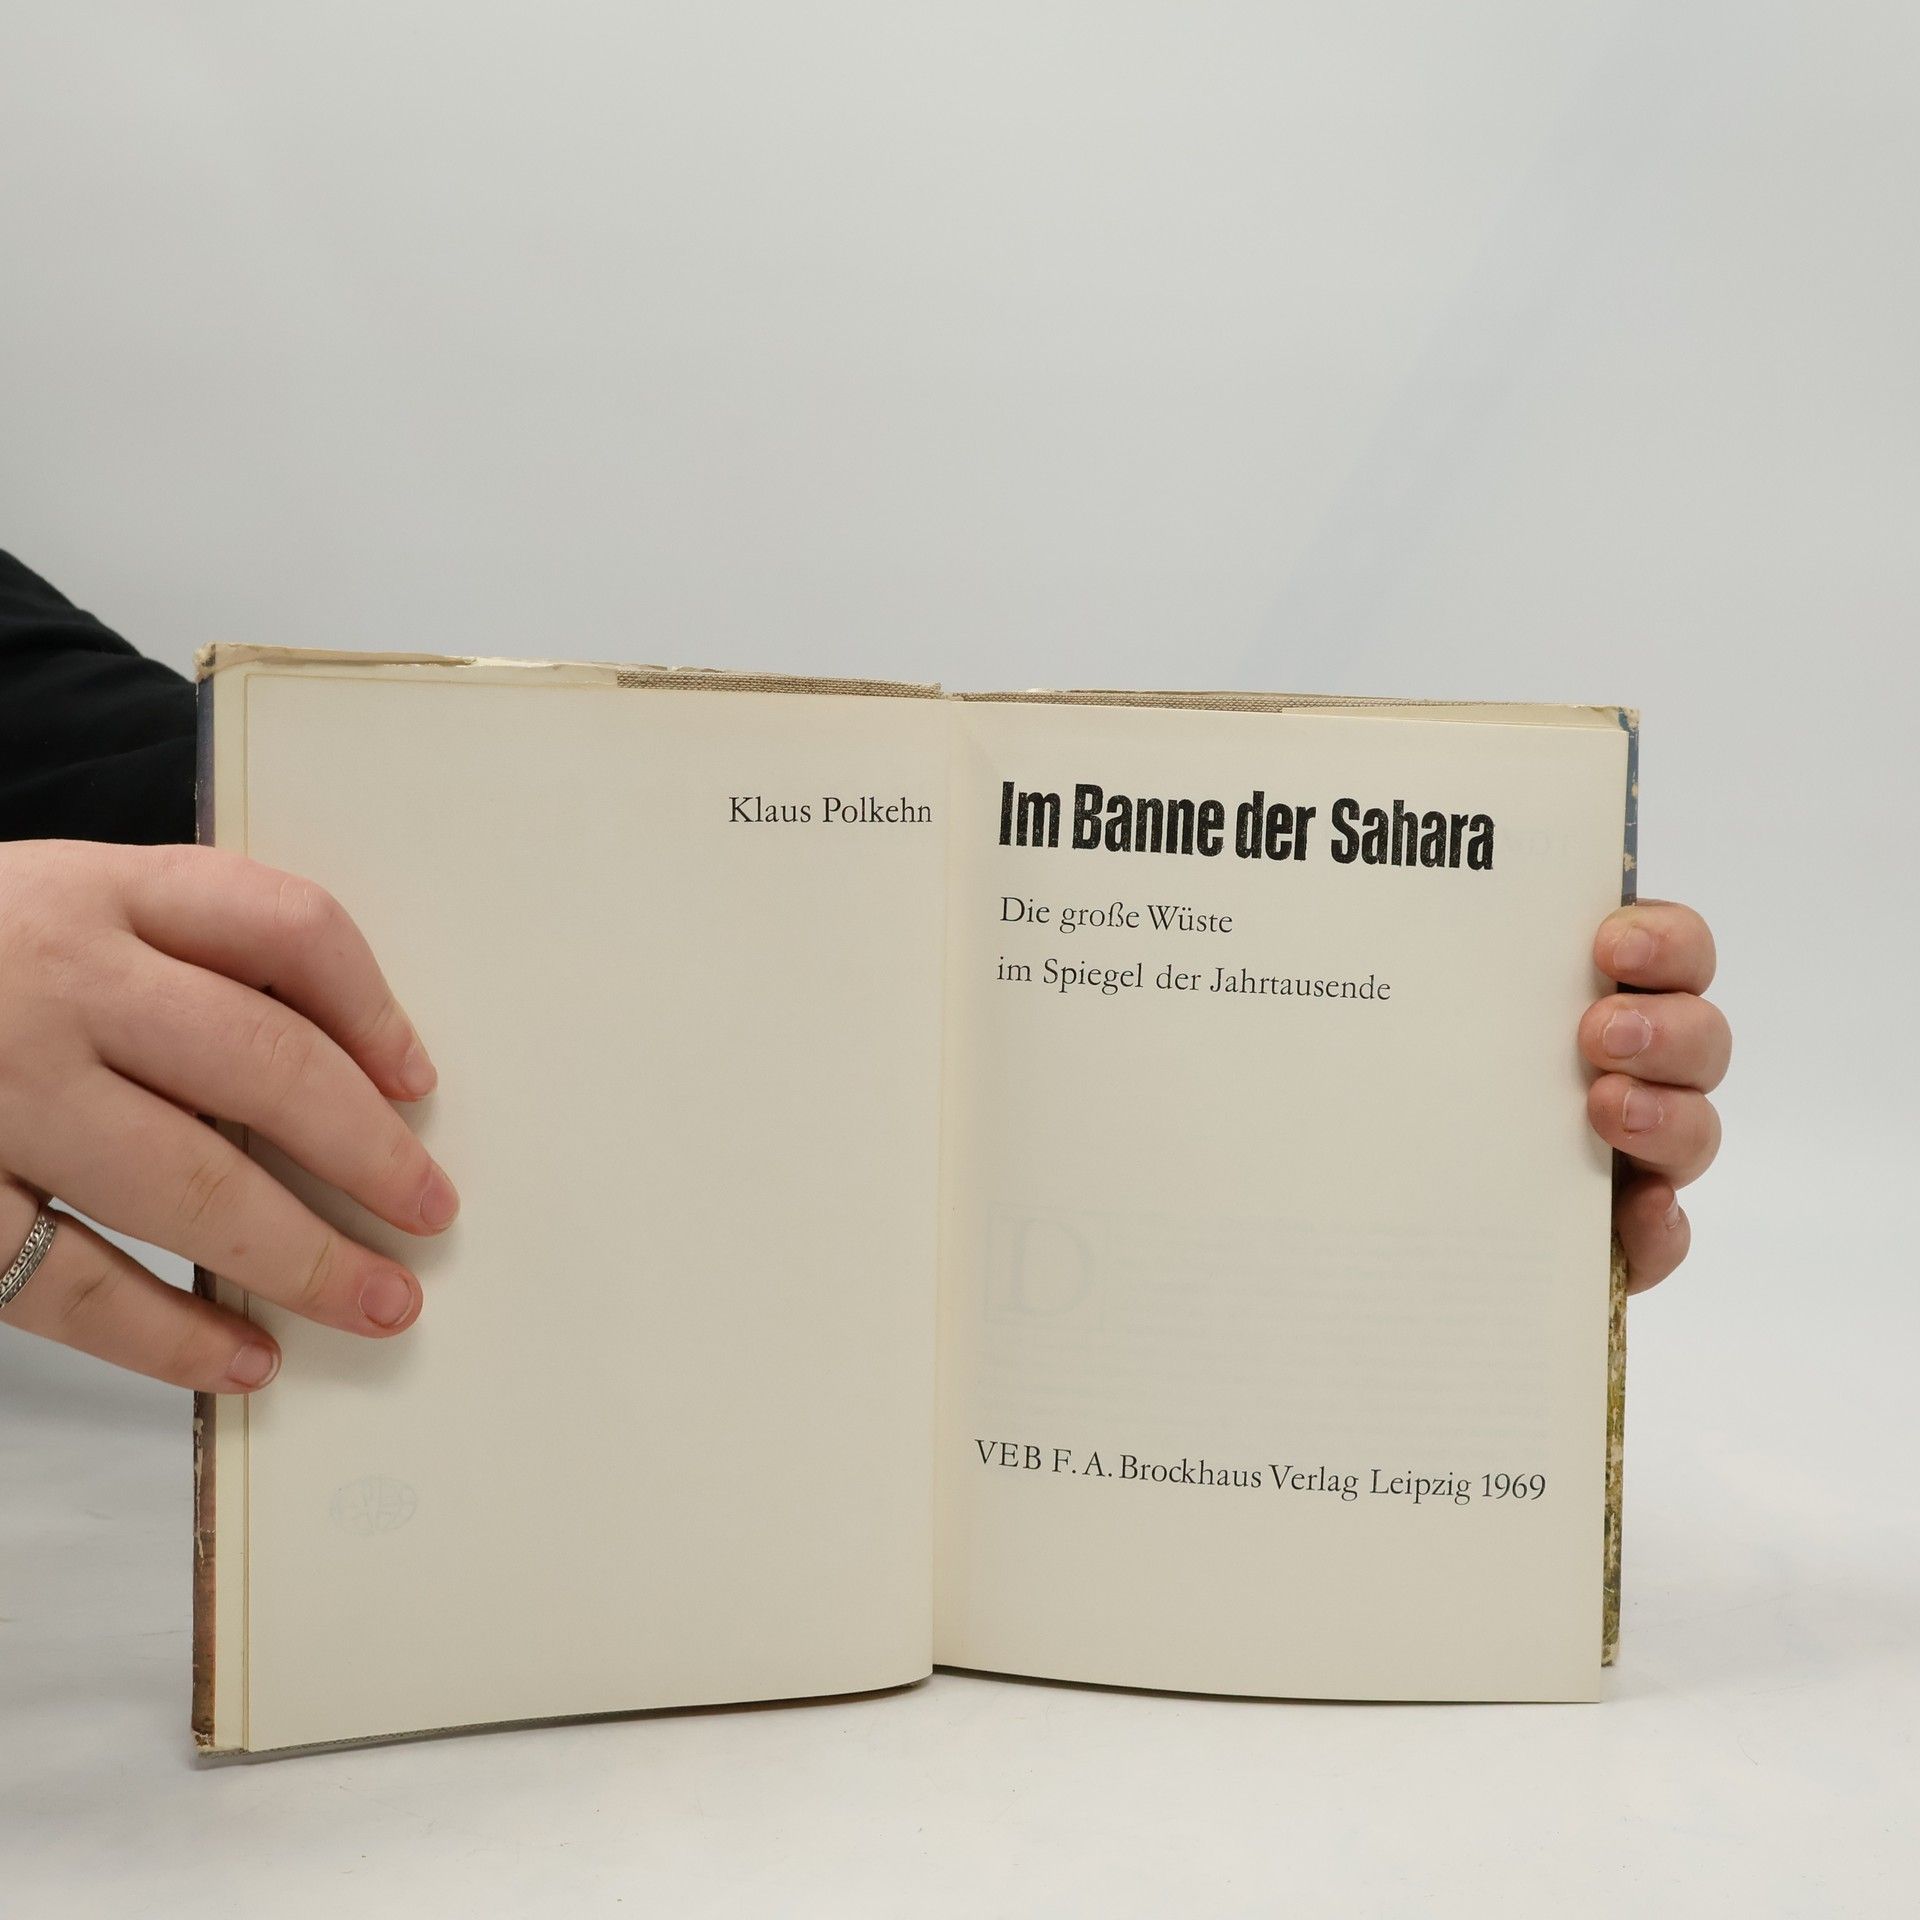 Klaus Polkehn
Im Banne der Sahara
Die große Wüste
im Spiegel der Jahrtausende
VEB F. A. Brockhaus Verlag Leipzig 1969